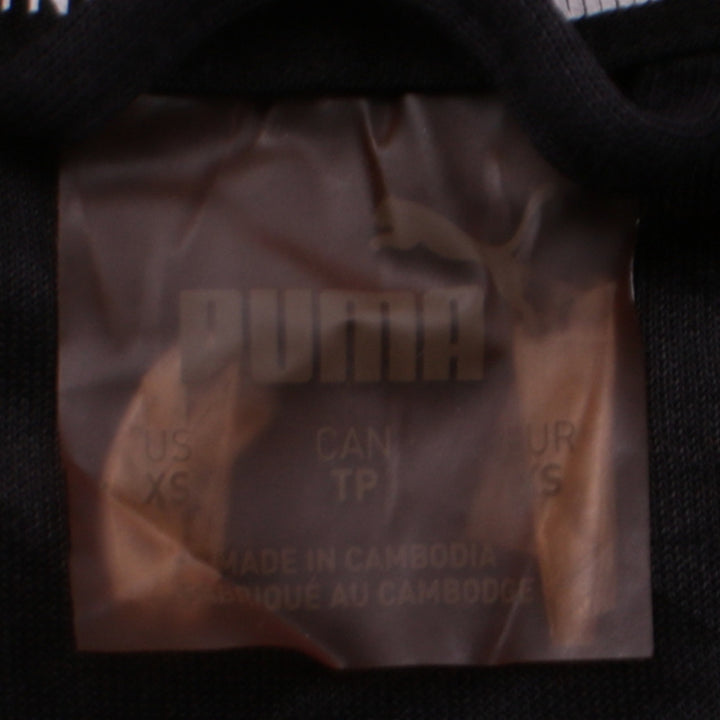 PUMA
US CAN EUR
XS TP XS
MADE IN CAMBODIA
FABRIQUÉ AU CAMBODGE